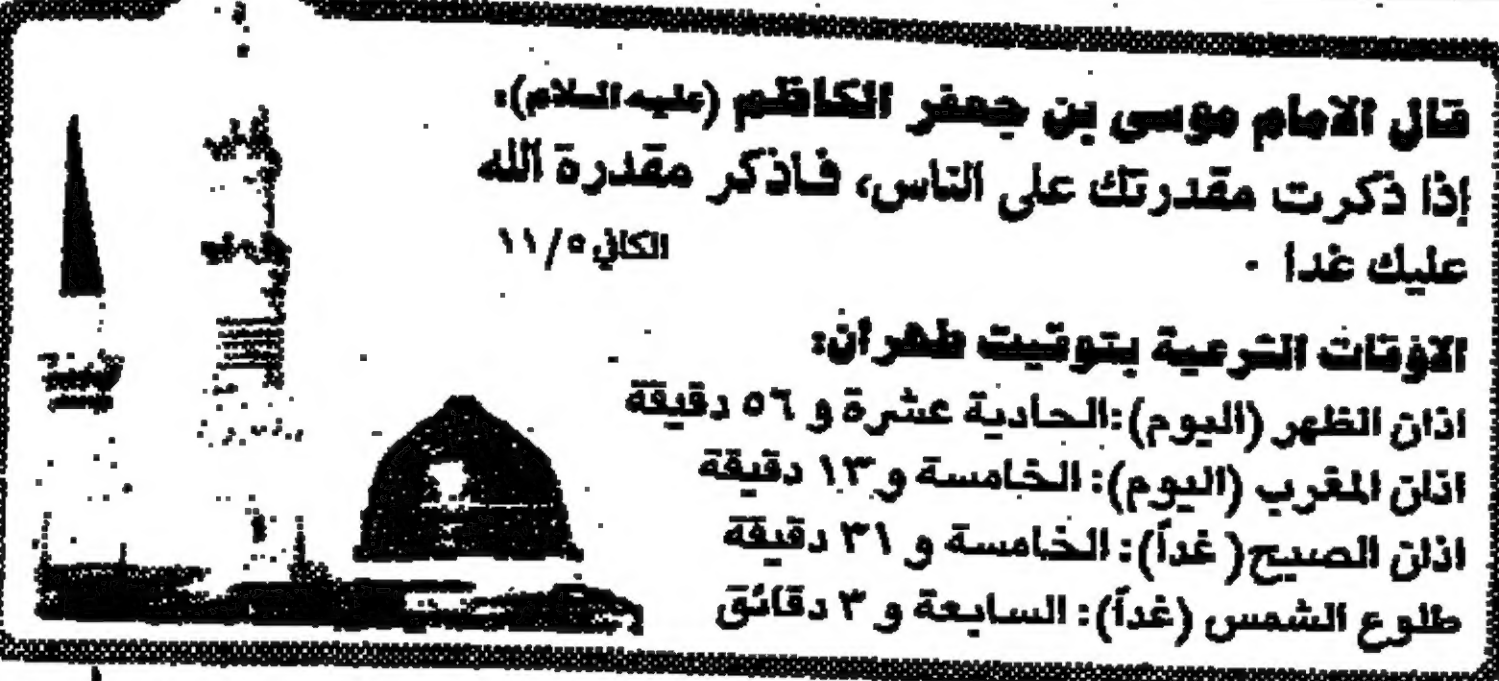 قال الامام موسى بن جعفر الكاظم (عليه السلام):
إذا ذكرت مقدرتك على الناس، فاذكر مقدرة الله
عليك غدا ٠
الكافي ١١/٥
الاوقات الشرعية بتوقيت طهران:
اذان الظهر (اليوم): الحادية عشرة و ٥٦ دقيقة
اذان المغرب (اليوم): الخامسة و ١٣ دقيقة
اذان الصبح (غداً): الخامسة و ٣١ دقيقة
طلوع الشمس (غداً): السابعة و ٣ دقائق